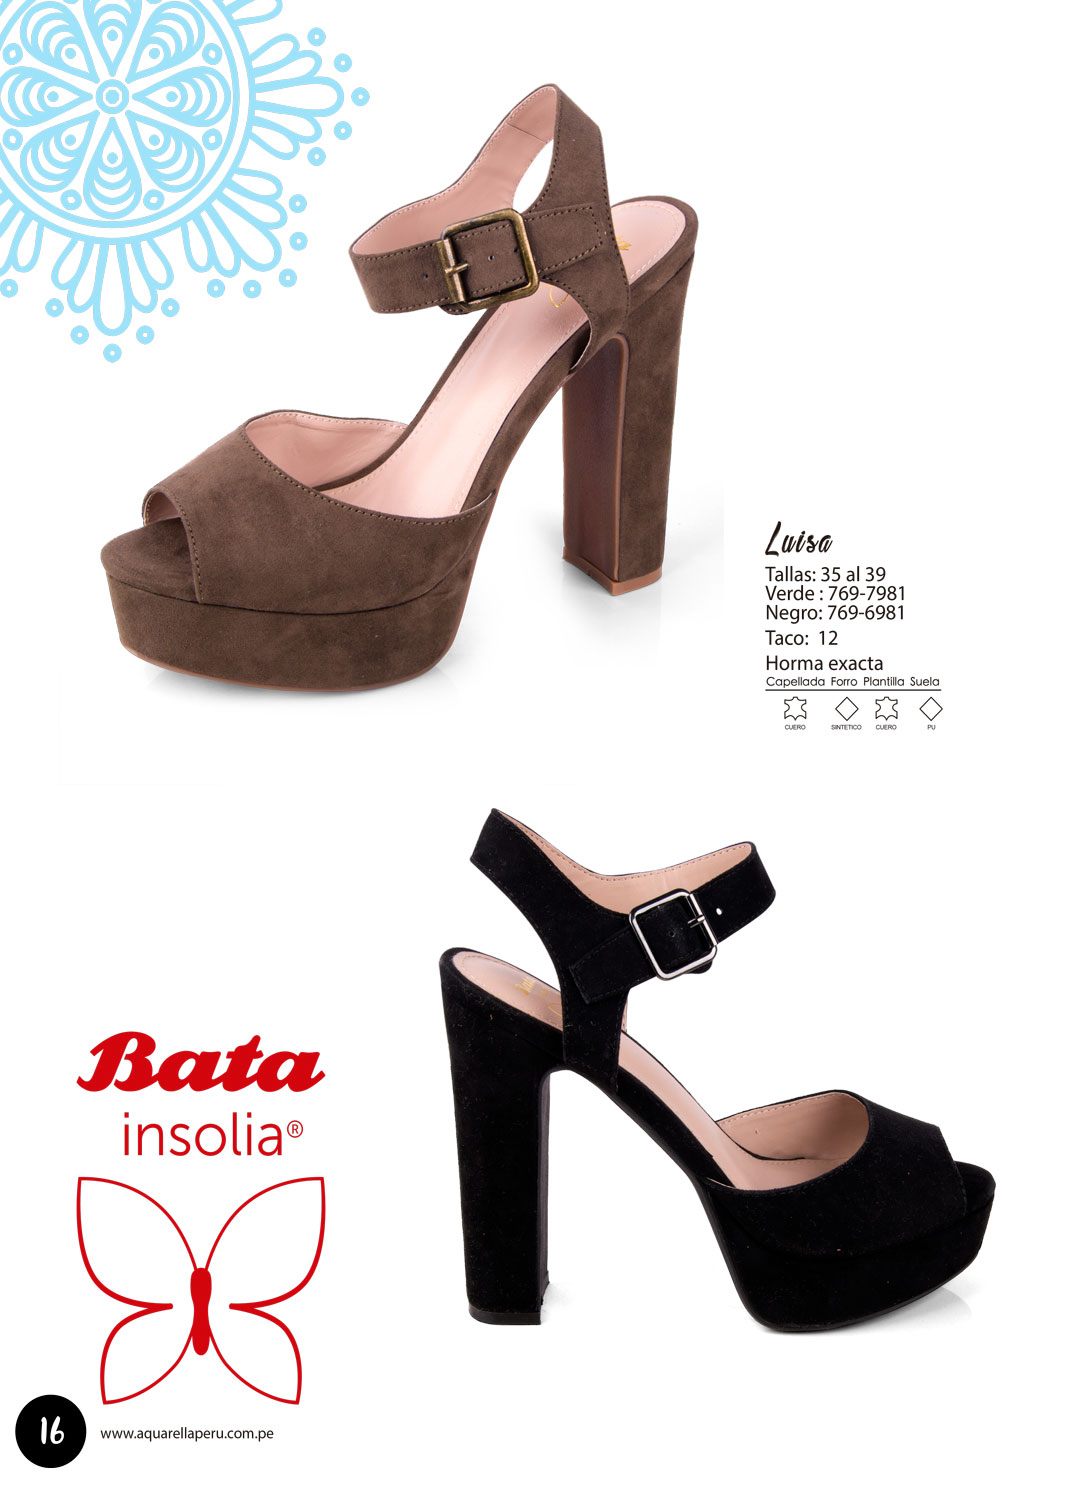 Luisa
Tallas: 35 al 39
Verde : 769-7981
Negro: 769-6981
Taco: 12
Horma exacta
Capellada Forro Plantilla Suela
CUERO SINTETICO CUERO PU
Bata
insolia®
16
www.aquarellaperu.com.pe